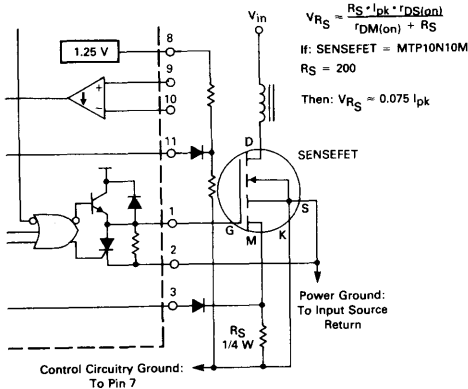 V_in
V_RS ≈ R_S • I_pk • r_DS(on) / r_DM(on) + R_S
If: SENSEFET = MTP10N10M
R_S = 200
Then: V_RS ≈ 0.075 I_pk
8
1.25 V
9
+
−
10
11
D
SENSEFET
S
1
G
M
K
2
3
Power Ground:
To Input Source
Return
R_S
1/4 W
Control Circuitry Ground:
To Pin 7